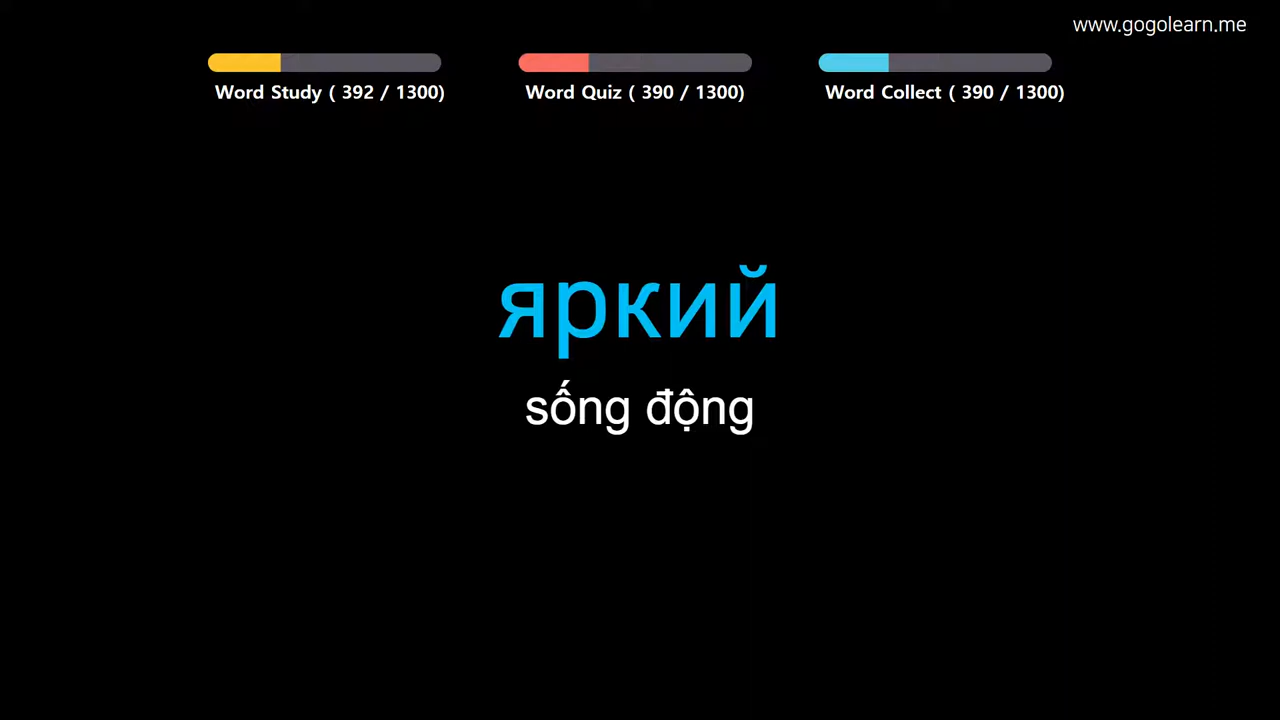 www.gogolearn.me
Word Study ( 392 / 1300)
Word Quiz ( 390 / 1300)
Word Collect ( 390 / 1300)
яркий
sống động